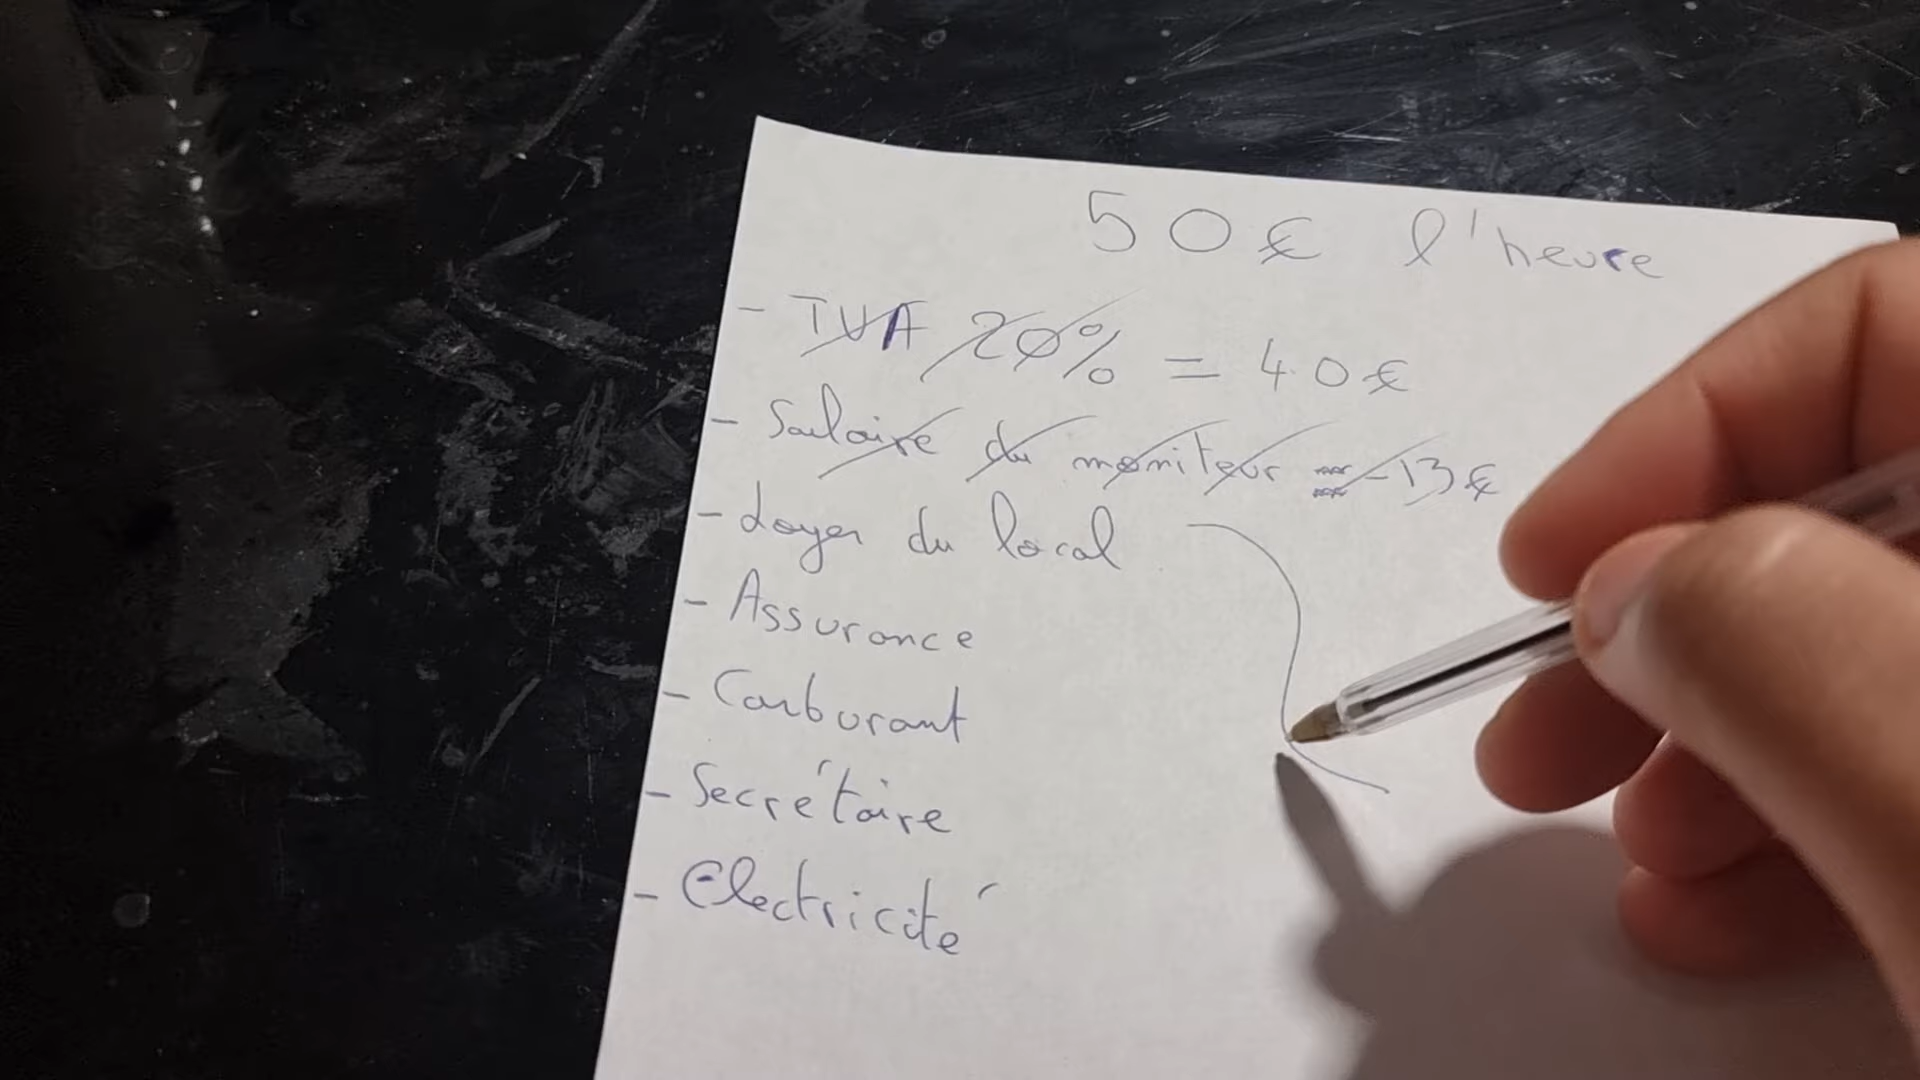 50€ l'heure
- TVA 20% = 40€
- Salaire du moniteur = -13€
- Loyer du local
- Assurance
- Carburant
- Secrétaire
- Electricité